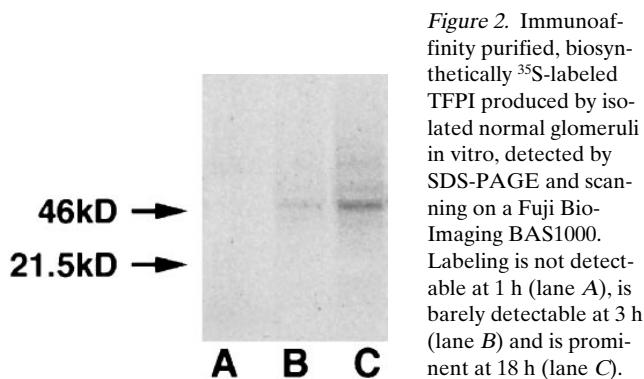 46kD
21.5kD
A B C
Figure 2. Immunoaf-
finity purified, biosyn-
thetically ³⁵S-labeled
TFPI produced by iso-
lated normal glomeruli
in vitro, detected by
SDS-PAGE and scan-
ning on a Fuji Bio-
Imaging BAS1000.
Labeling is not detect-
able at 1 h (lane A), is
barely detectable at 3 h
(lane B) and is promi-
nent at 18 h (lane C).